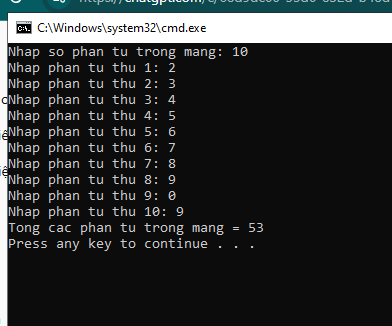 C:\Windows\system32\cmd.exe
Nhap so phan tu trong mang: 10
Nhap phan tu thu 1: 2
Nhap phan tu thu 2: 3
Nhap phan tu thu 3: 4
Nhap phan tu thu 4: 5
Nhap phan tu thu 5: 6
Nhap phan tu thu 6: 7
Nhap phan tu thu 7: 8
Nhap phan tu thu 8: 9
Nhap phan tu thu 9: 0
Nhap phan tu thu 10: 9
Tong cac phan tu trong mang = 53
Press any key to continue . . .